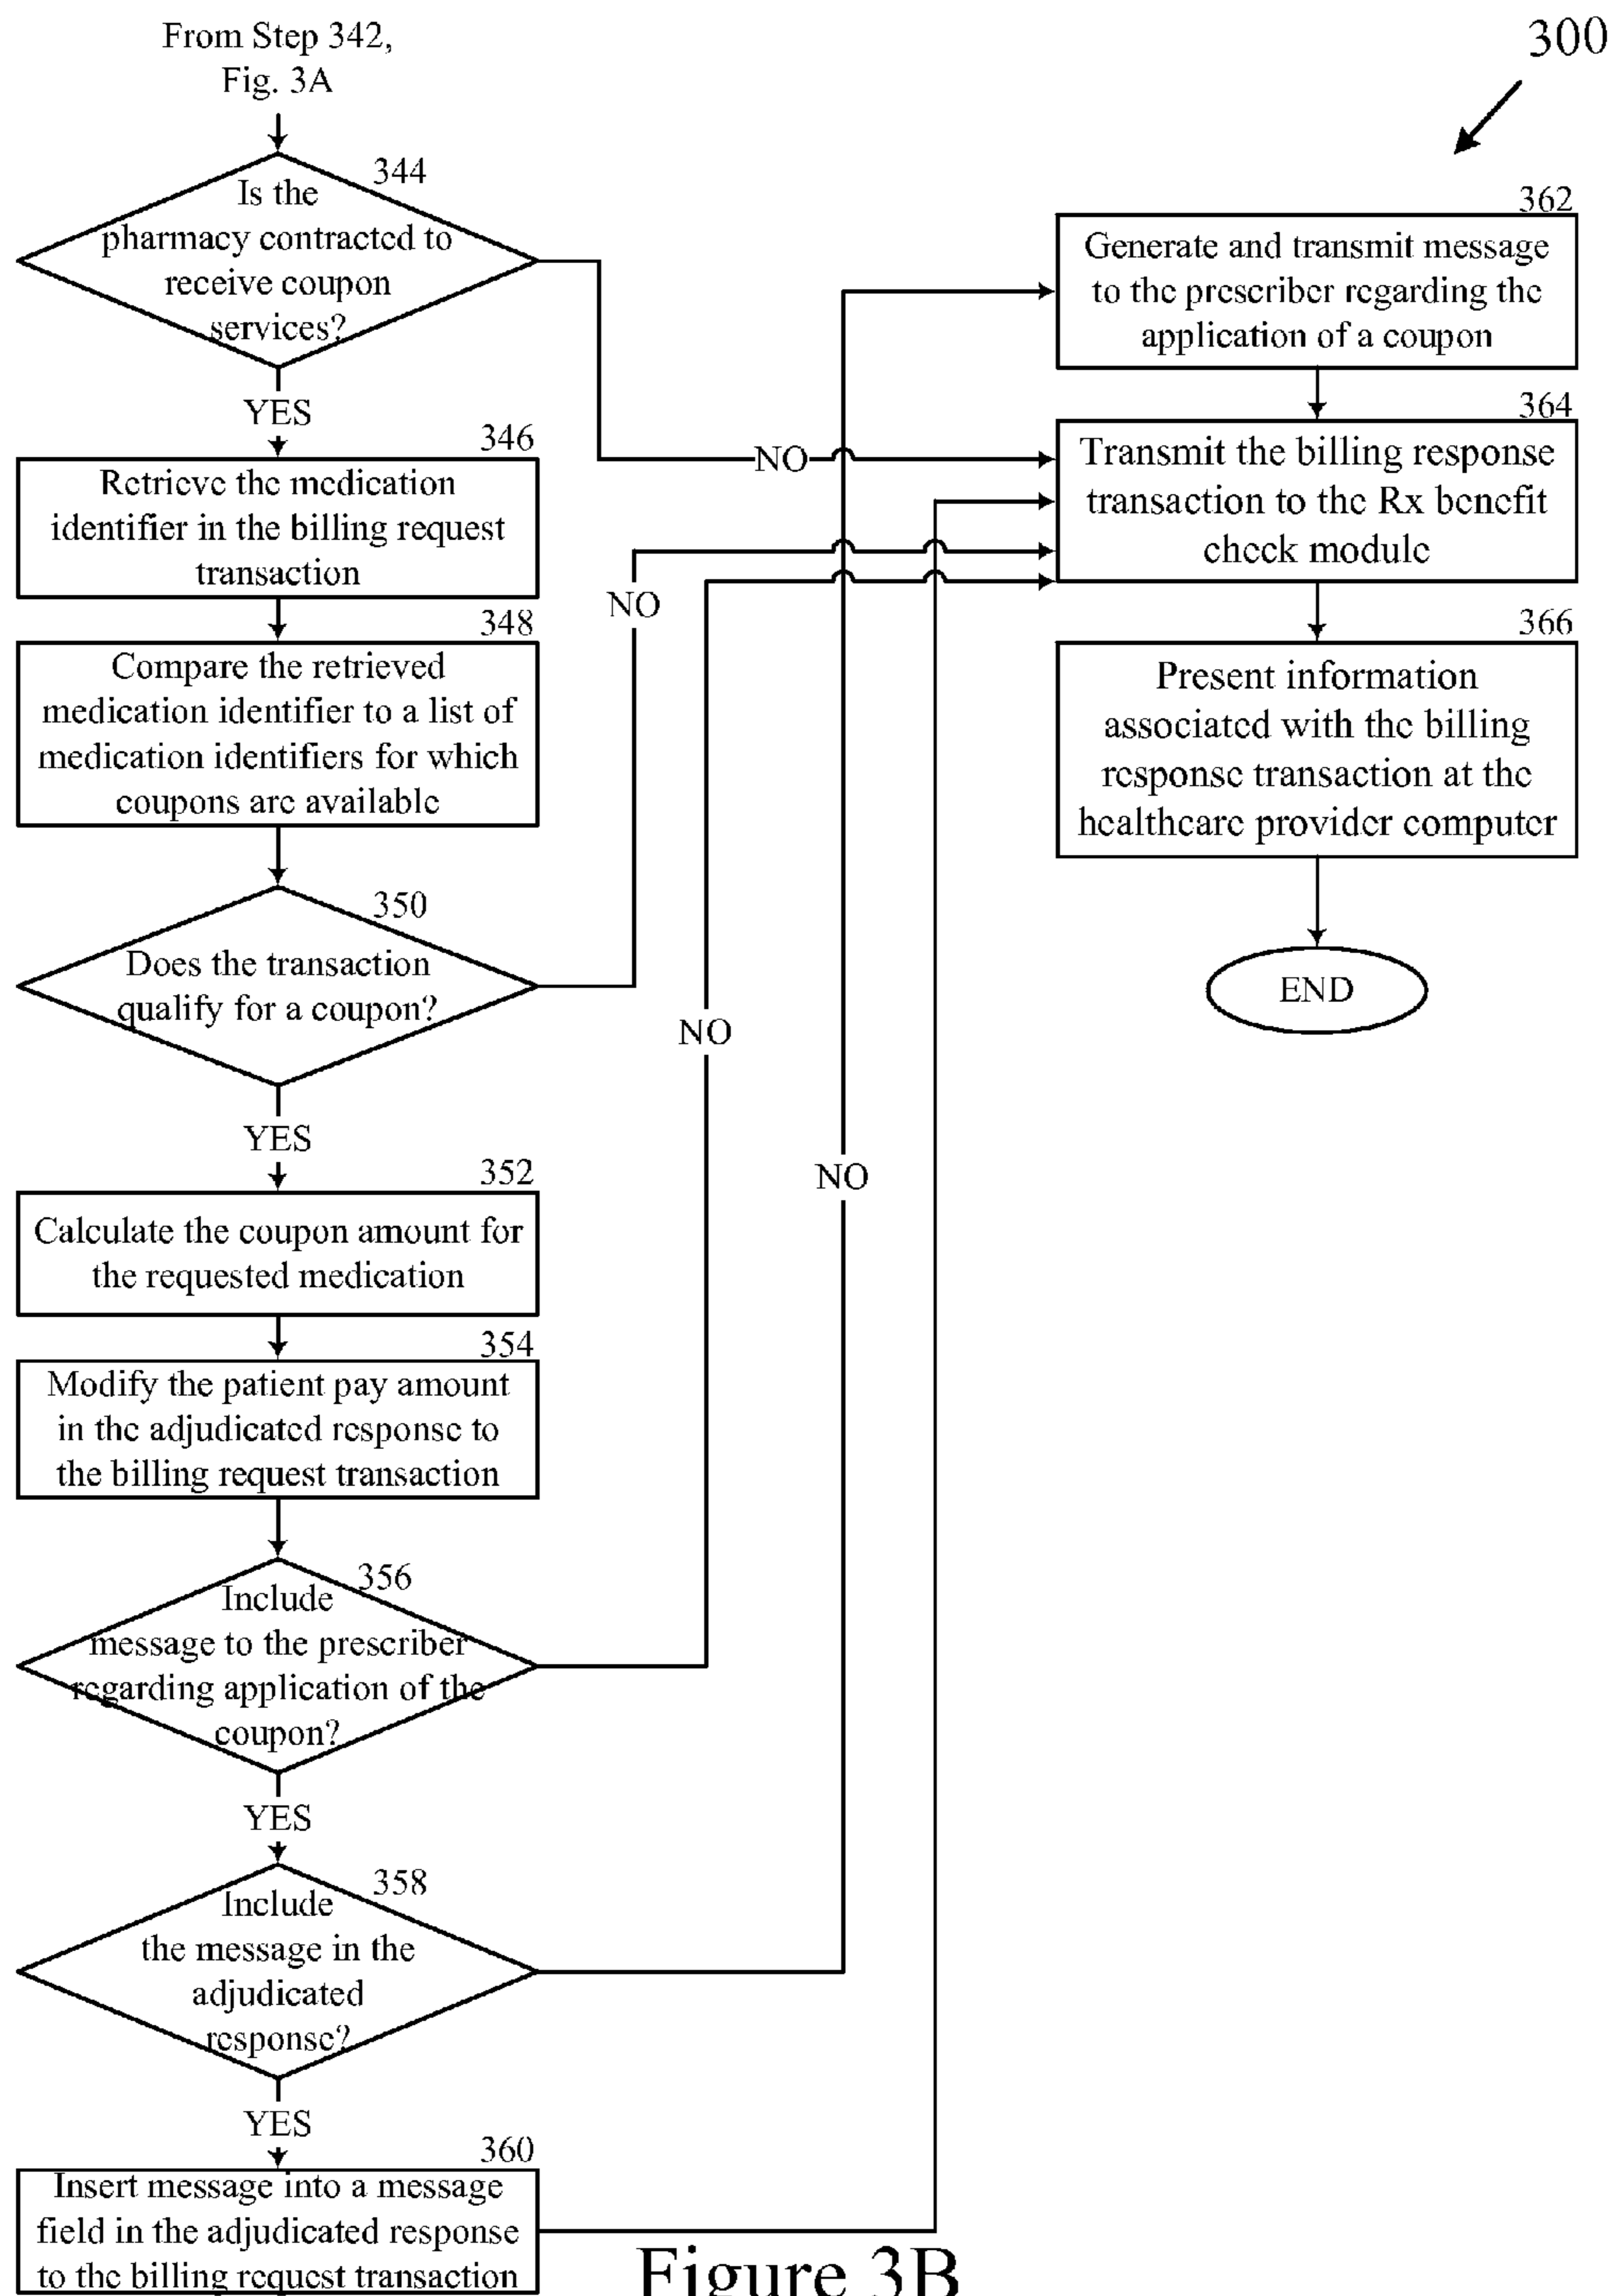 From Step 342,
Fig. 3A
300
344
Is the
pharmacy contracted to
receive coupon
services?
YES
346
Retrieve the medication
identifier in the billing request
transaction
348
Compare the retrieved
medication identifier to a list of
medication identifiers for which
coupons are available
350
Does the transaction
qualify for a coupon?
YES
352
Calculate the coupon amount for
the requested medication
354
Modify the patient pay amount
in the adjudicated response to
the billing request transaction
356
Include
message to the prescriber
regarding application of the
coupon?
YES
358
Include
the message in the
adjudicated
response?
YES
360
Insert message into a message
field in the adjudicated response
to the billing request transaction
NO
NO
NO
NO
362
Generate and transmit message
to the prescriber regarding the
application of a coupon
364
Transmit the billing response
transaction to the Rx benefit
check module
366
Present information
associated with the billing
response transaction at the
healthcare provider computer
END
Figure 3B